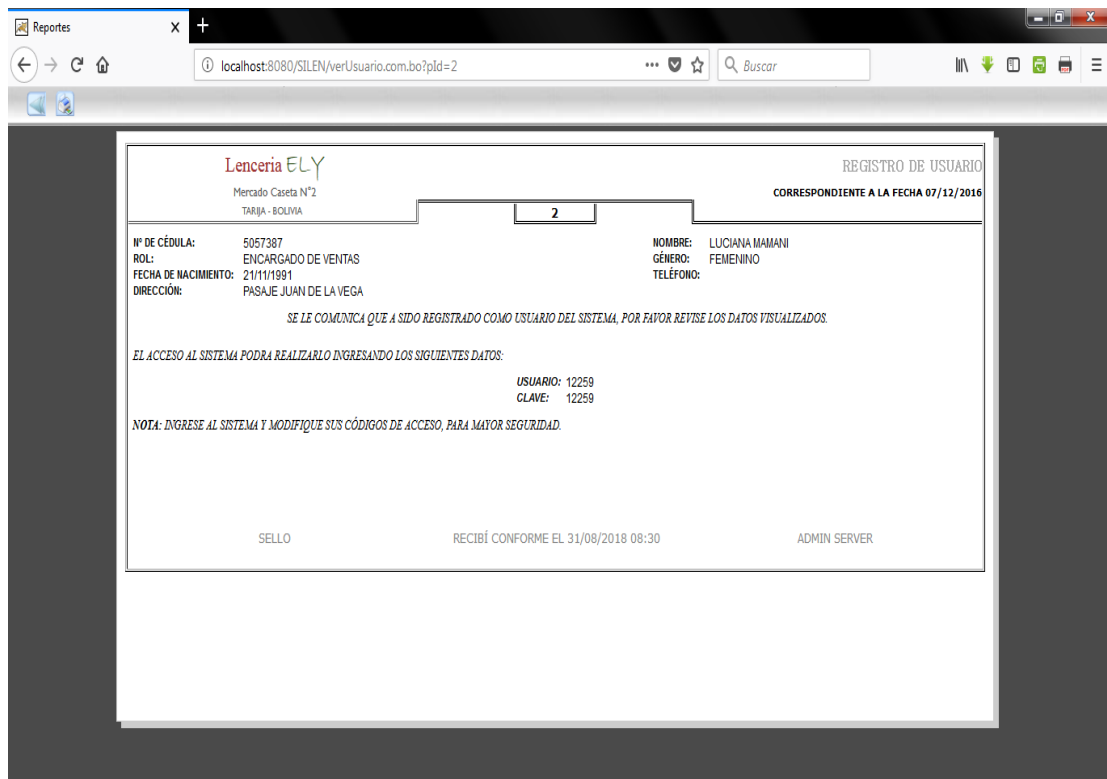 Reportes
localhost:8080/SILEN/verUsuario.com.bo?pId=2
Buscar
Lenceria ELY
REGISTRO DE USUARIO
Mercado Caseta N°2
CORRESPONDIENTE A LA FECHA 07/12/2016
TARIJA - BOLIVIA
2
Nº DE CÉDULA: 5057387
NOMBRE: LUCIANA MAMANI
ROL: ENCARGADO DE VENTAS
GÉNERO: FEMENINO
FECHA DE NACIMIENTO: 21/11/1991
TELÉFONO:
DIRECCIÓN: PASAJE JUAN DE LA VEGA
SE LE COMUNICA QUE A SIDO REGISTRADO COMO USUARIO DEL SISTEMA, POR FAVOR REVISE LOS DATOS VISUALIZADOS.
EL ACCESO AL SISTEMA PODRA REALIZARLO INGRESANDO LOS SIGUIENTES DATOS:
USUARIO: 12259
CLAVE: 12259
NOTA: INGRESE AL SISTEMA Y MODIFIQUE SUS CÓDIGOS DE ACCESO, PARA MAYOR SEGURIDAD.
SELLO
RECIBÍ CONFORME EL 31/08/2018 08:30
ADMIN SERVER